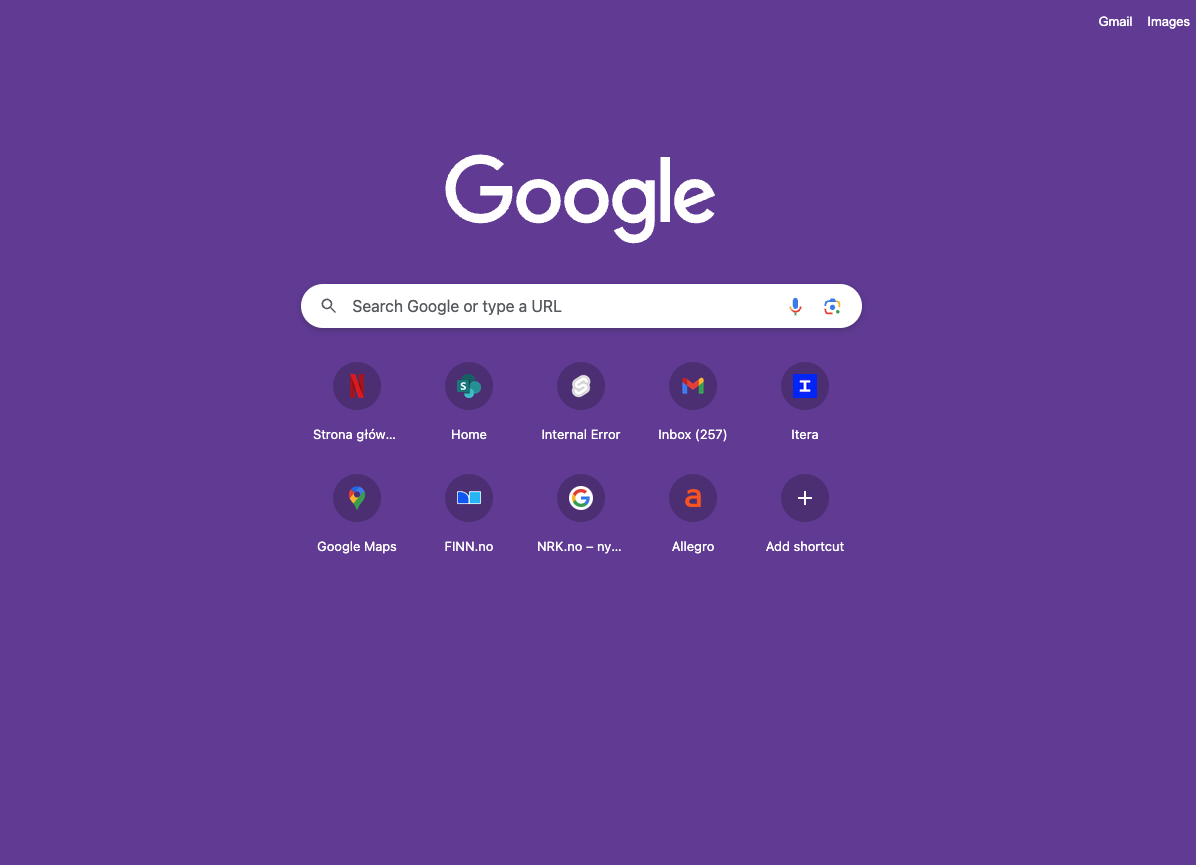 Gmail Images
Google
Search Google or type a URL
Strona głów... Home Internal Error Inbox (257) Itera
Google Maps FINN.no NRK.no – ny... Allegro Add shortcut